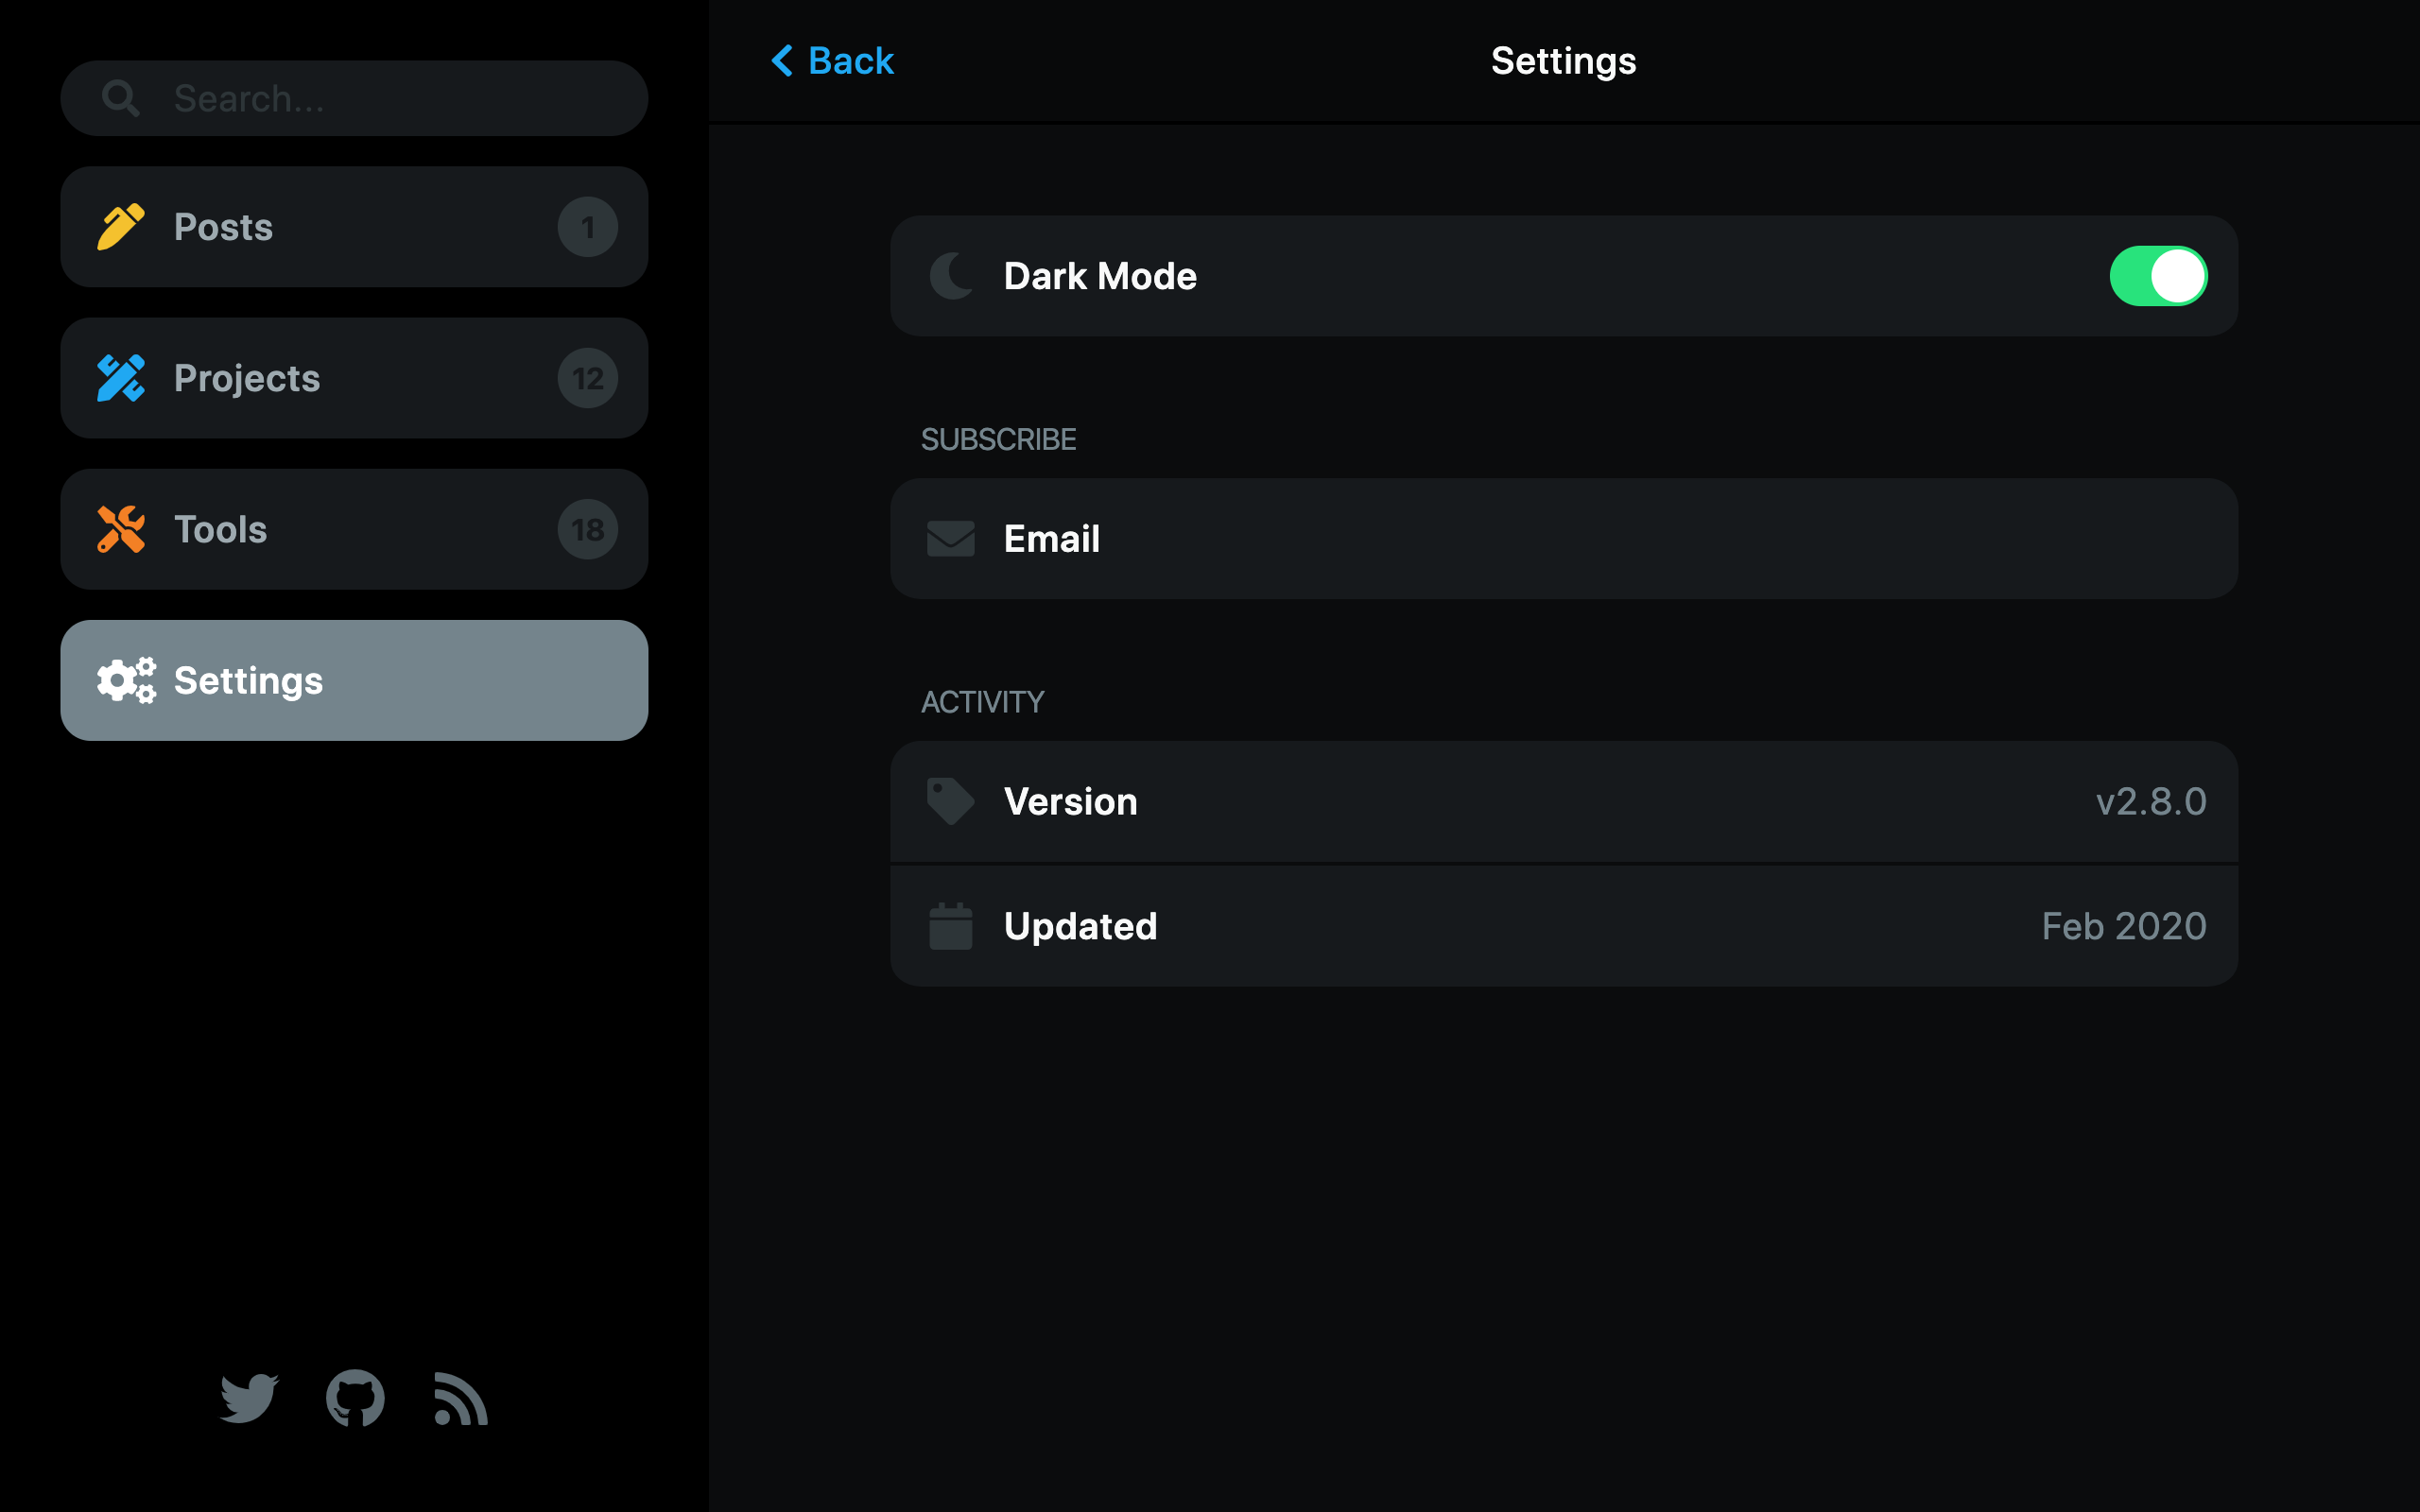 Search...
Posts
1
Projects
12
Tools
18
Settings
Back
Settings
Dark Mode
SUBSCRIBE
Email
ACTIVITY
Version
v2.8.0
Updated
Feb 2020